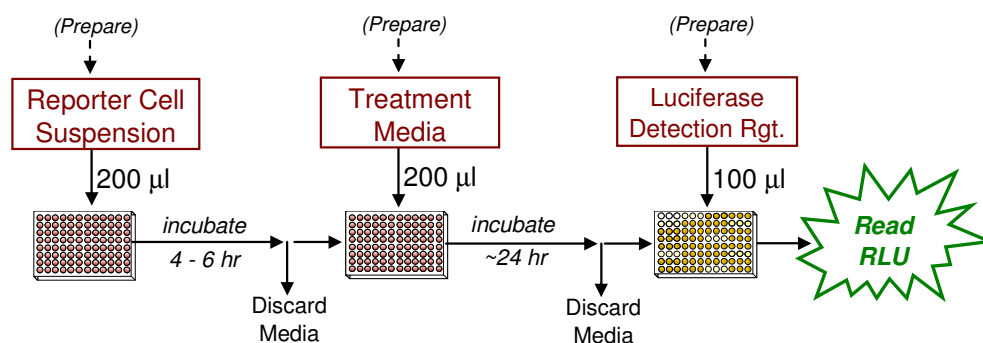 (Prepare)
(Prepare)
(Prepare)
Reporter Cell
Suspension
Treatment
Media
Luciferase
Detection Rgt.
200 µl
200 µl
100 µl
incubate
4 - 6 hr
incubate
~24 hr
Read
RLU
Discard
Media
Discard
Media